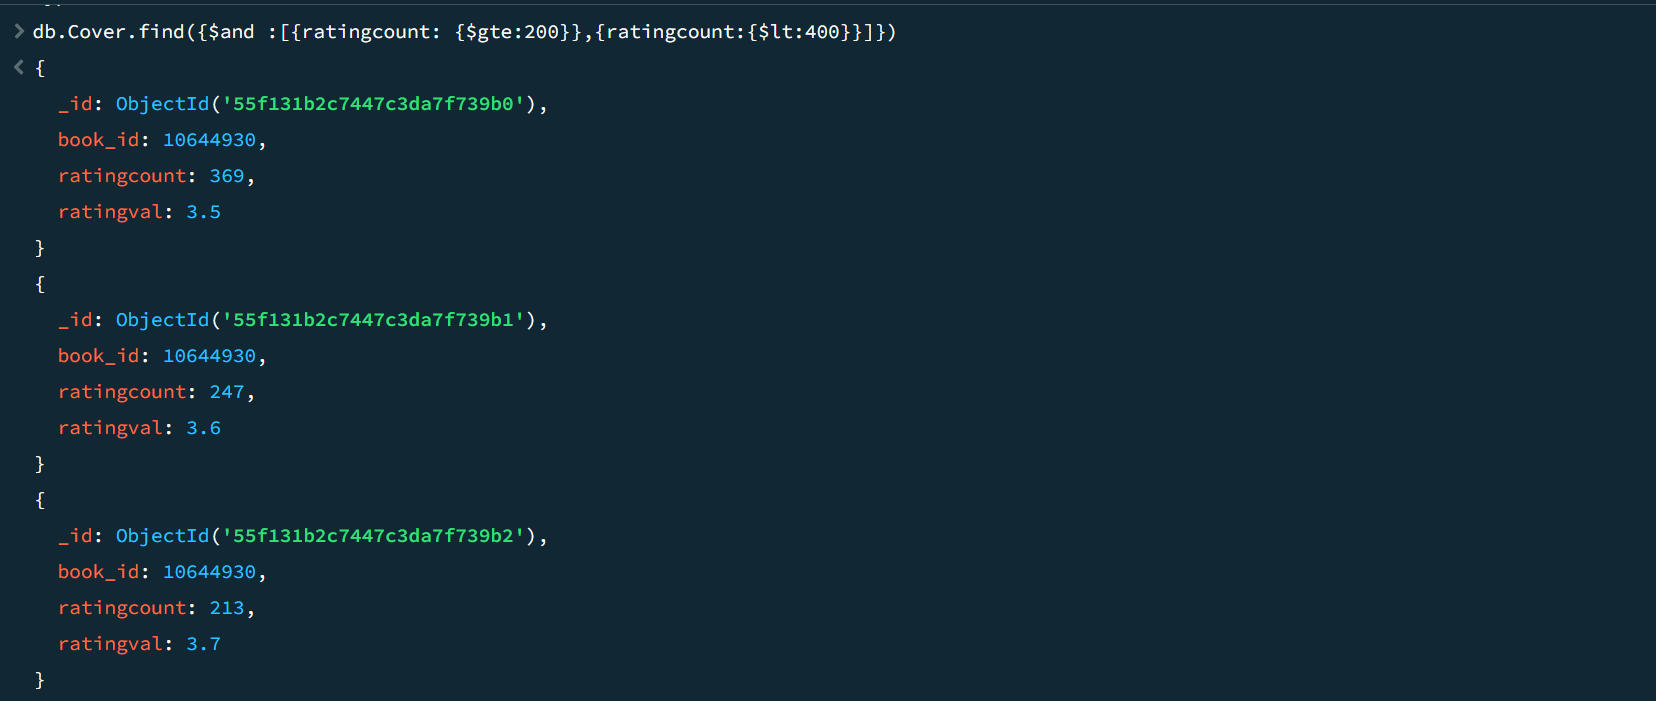 > db.Cover.find({$and :[{ratingcount: {$gte:200}},{ratingcount:{$lt:400}}]})
< {
_id: ObjectId('55f131b2c7447c3da7f739b0'),
book_id: 10644930,
ratingcount: 369,
ratingval: 3.5
}
{
_id: ObjectId('55f131b2c7447c3da7f739b1'),
book_id: 10644930,
ratingcount: 247,
ratingval: 3.6
}
{
_id: ObjectId('55f131b2c7447c3da7f739b2'),
book_id: 10644930,
ratingcount: 213,
ratingval: 3.7
}